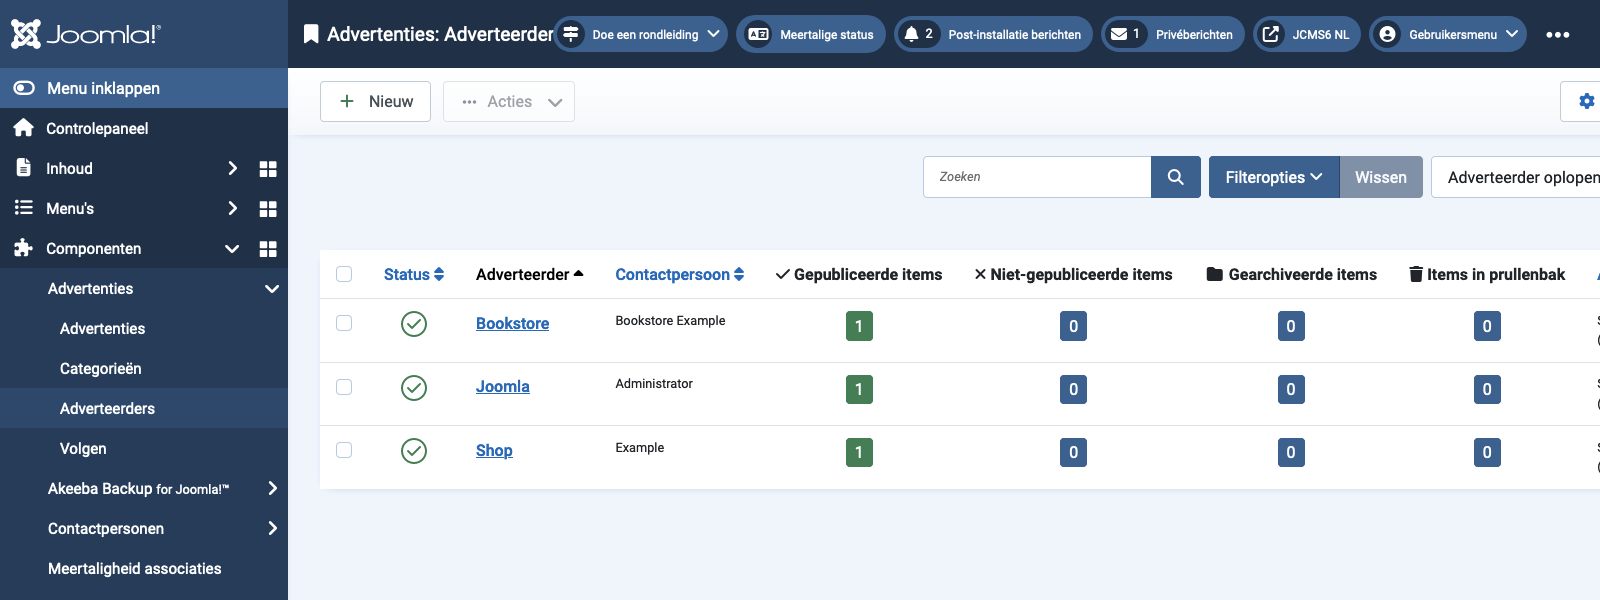 Joomla!®
Advertenties: Adverteerder
Doe een rondleiding
Meertalige status
2 Post-installatie berichten
1 Privéberichten
JCMS6 NL
Gebruikersmenu
Menu inklappen
Controlepaneel
Inhoud
Menu's
Componenten
Advertenties
Advertenties
Categorieën
Adverteerders
Volgen
Akeeba Backup for Joomla!™
Contactpersonen
Meertaligheid associaties
Nieuw
Acties
Zoeken
Filteropties
Wissen
Adverteerder oplopen
Status Adverteerder Contactpersoon Gepubliceerde items Niet-gepubliceerde items Gearchiveerde items Items in prullenbak
Bookstore Bookstore Example 1 0 0 0
Joomla Administrator 1 0 0 0
Shop Example 1 0 0 0